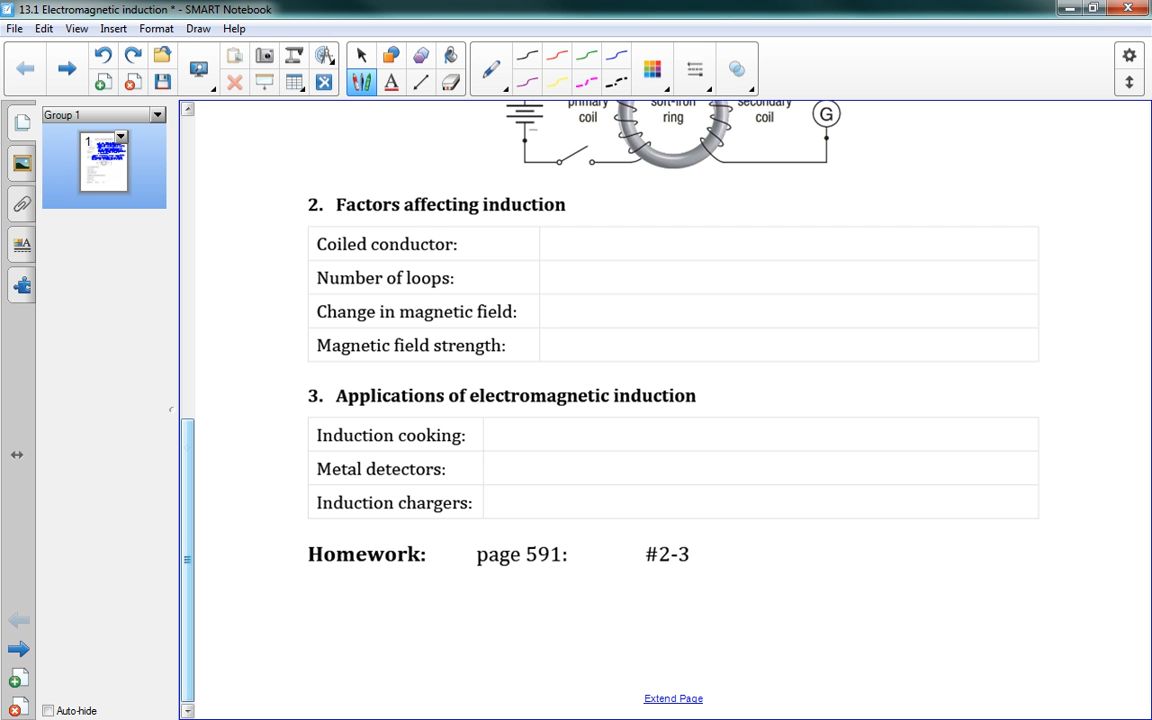 13.1 Electromagnetic induction * - SMART Notebook
File Edit View Insert Format Draw Help
Group 1
1
primary soft-iron secondary
coil ring coil
G
2. Factors affecting induction
Coiled conductor:
Number of loops:
Change in magnetic field:
Magnetic field strength:
3. Applications of electromagnetic induction
Induction cooking:
Metal detectors:
Induction chargers:
Homework: page 591: #2-3
Extend Page
Auto-hide